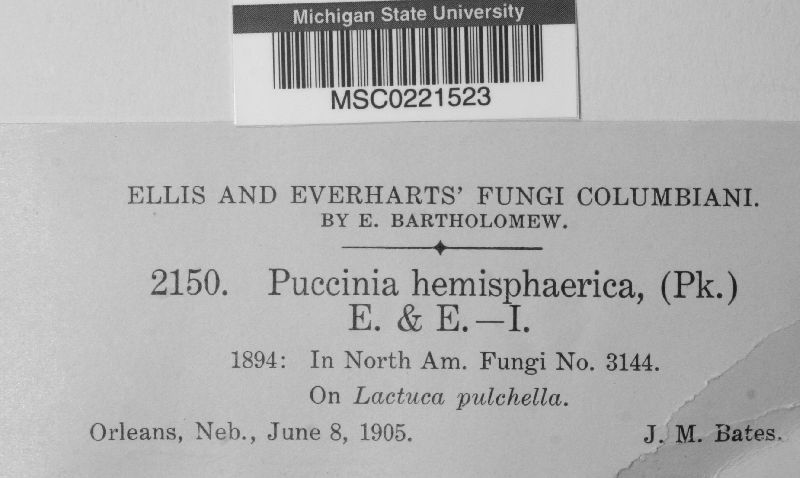 Michigan State University
MSC0221523
ELLIS AND EVERHARTS' FUNGI COLUMBIANI.
BY E. BARTHOLOMEW.
2150. Puccinia hemisphaerica, (Pk.)
E. & E.—I.
1894: In North Am. Fungi No. 3144.
On Lactuca pulchella.
Orleans, Neb., June 8, 1905. J. M. Bates.